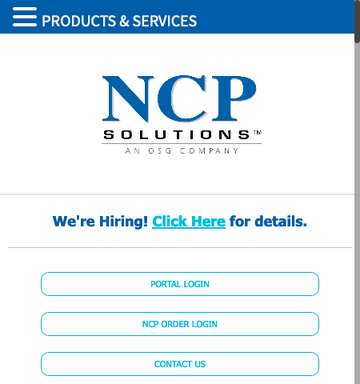 PRODUCTS & SERVICES
NCP
SOLUTIONS™
AN OSG COMPANY
We're Hiring! Click Here for details.
PORTAL LOGIN
NCP ORDER LOGIN
CONTACT US